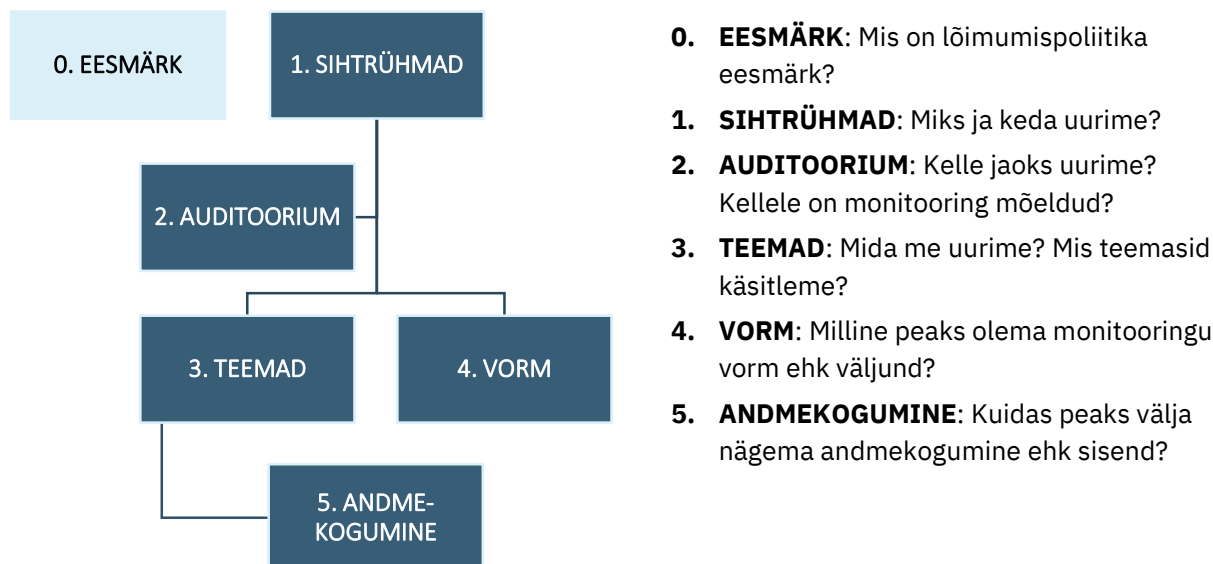 0. EESMÄRK
1. SIHTRÜHMAD
2. AUDITOORIUM
3. TEEMAD
4. VORM
5. ANDME-
KOGUMINE
0. EESMÄRK: Mis on lõimumispoliitika
eesmärk?
1. SIHTRÜHMAD: Miks ja keda uurime?
2. AUDITOORIUM: Kelle jaoks uurime?
Kellele on monitooring mõeldud?
3. TEEMAD: Mida me uurime? Mis teemasid
käsitleme?
4. VORM: Milline peaks olema monitooringu
vorm ehk väljund?
5. ANDMEKOGUMINE: Kuidas peaks välja
nägema andmekogumine ehk sisend?